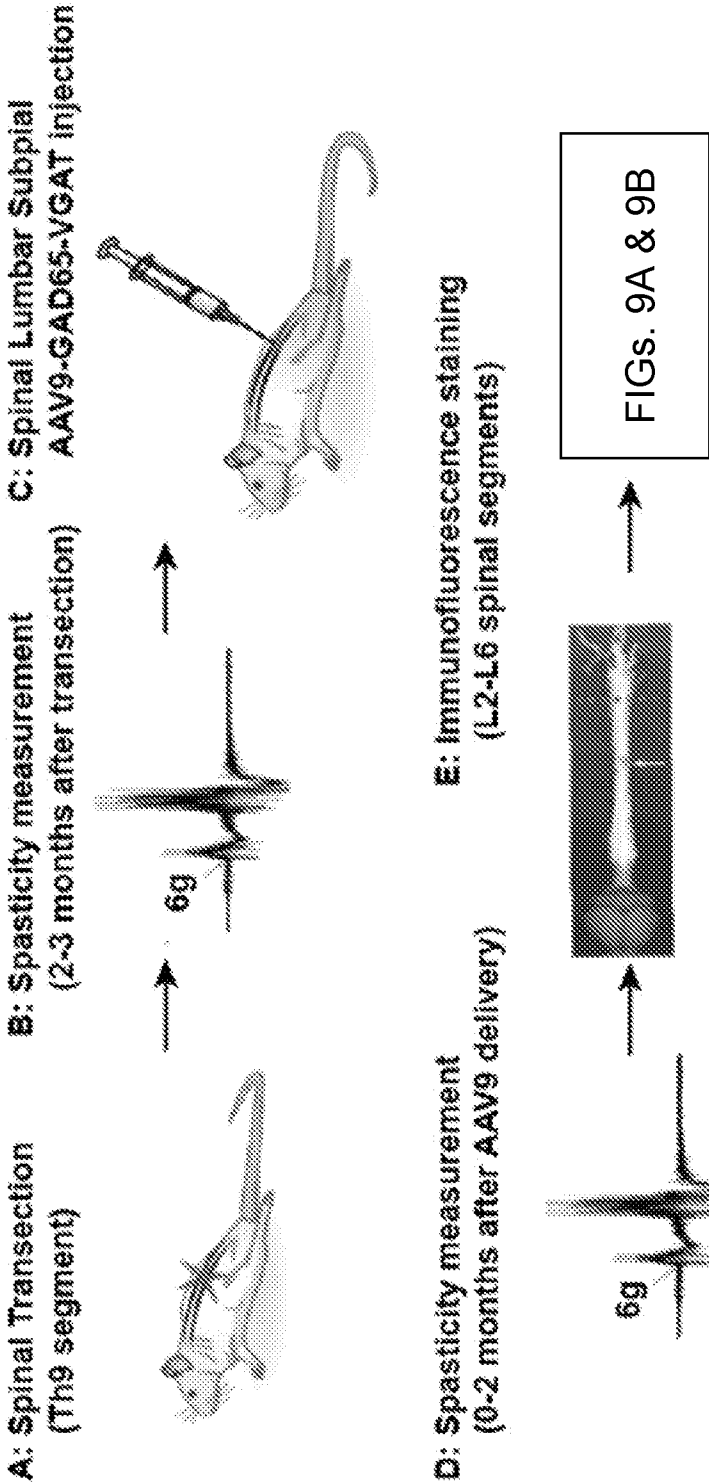 A: Spinal Transection
(Th9 segment)
B: Spasticity measurement
(2-3 months after transection)
6g
C: Spinal Lumbar Subpial
AAV9-GAD65-VGAT injection
D: Spasticity measurement
(0-2 months after AAV9 delivery)
6g
E: Immunofluorescence staining
(L2-L6 spinal segments)
FIGs. 9A & 9B